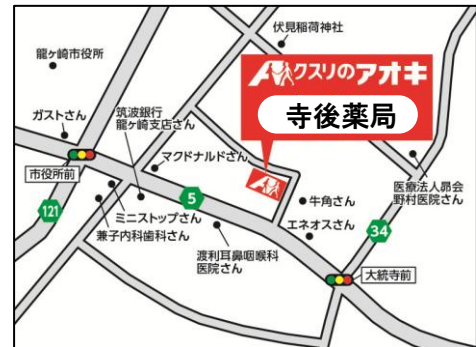 伏見稲荷神社
龍ヶ崎市役所
クスリのアオキ
寺後薬局
ガストさん
筑波銀行
龍ヶ崎支店さん
マクドナルドさん
市役所前
医療法人昴会
野村医院さん
牛角さん
5
121
ミニストップさん
兼子内科歯科さん
エネオスさん
34
渡利耳鼻咽喉科
医院さん
大統寺前